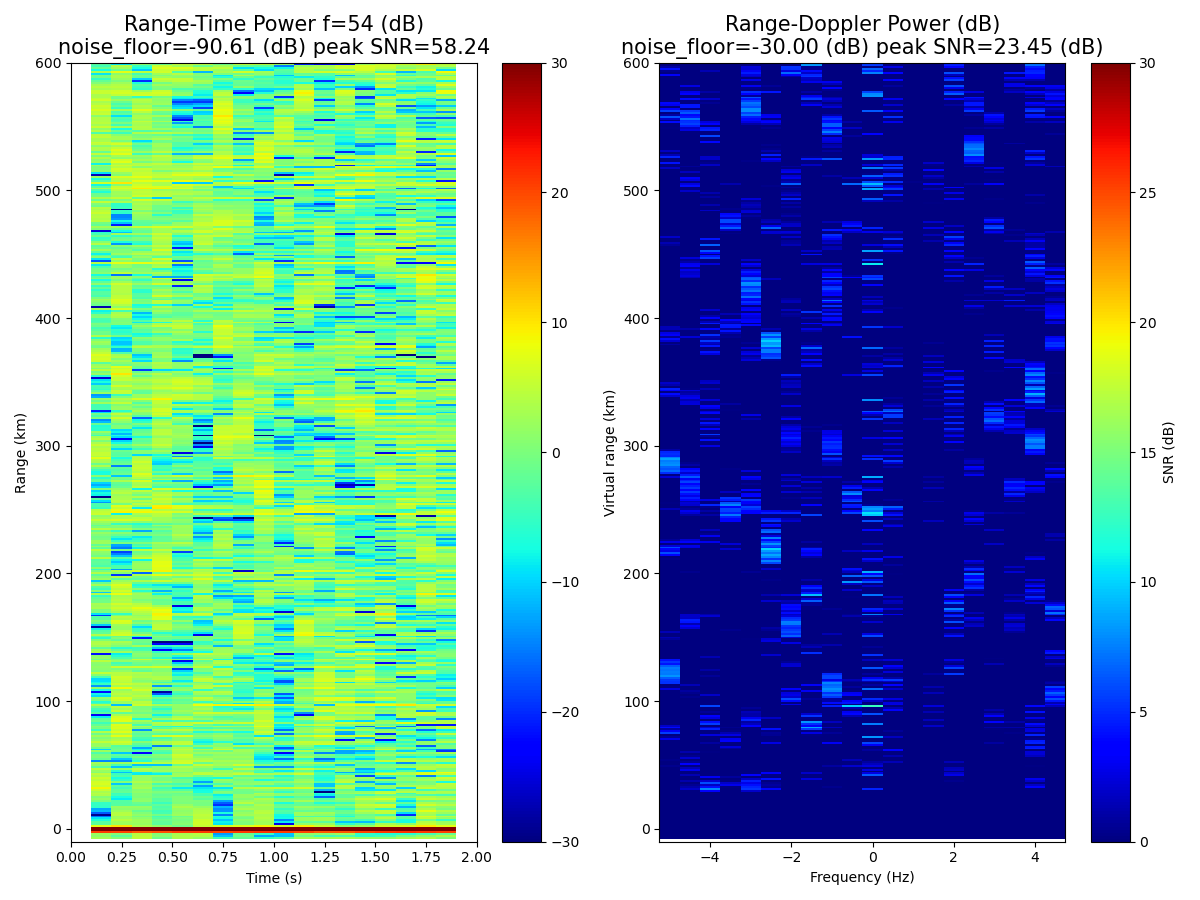 Range-Time Power f=54 (dB)
noise_floor=-90.61 (dB) peak SNR=58.24
Range (km)
600
500
400
300
200
100
0
0.00 0.25 0.50 0.75 1.00 1.25 1.50 1.75 2.00
Time (s)
30
20
10
0
−10
−20
−30
Range-Doppler Power (dB)
noise_floor=-30.00 (dB) peak SNR=23.45 (dB)
Virtual range (km)
600
500
400
300
200
100
0
−4 −2 0 2 4
Frequency (Hz)
30
25
20
15
10
5
0
SNR (dB)